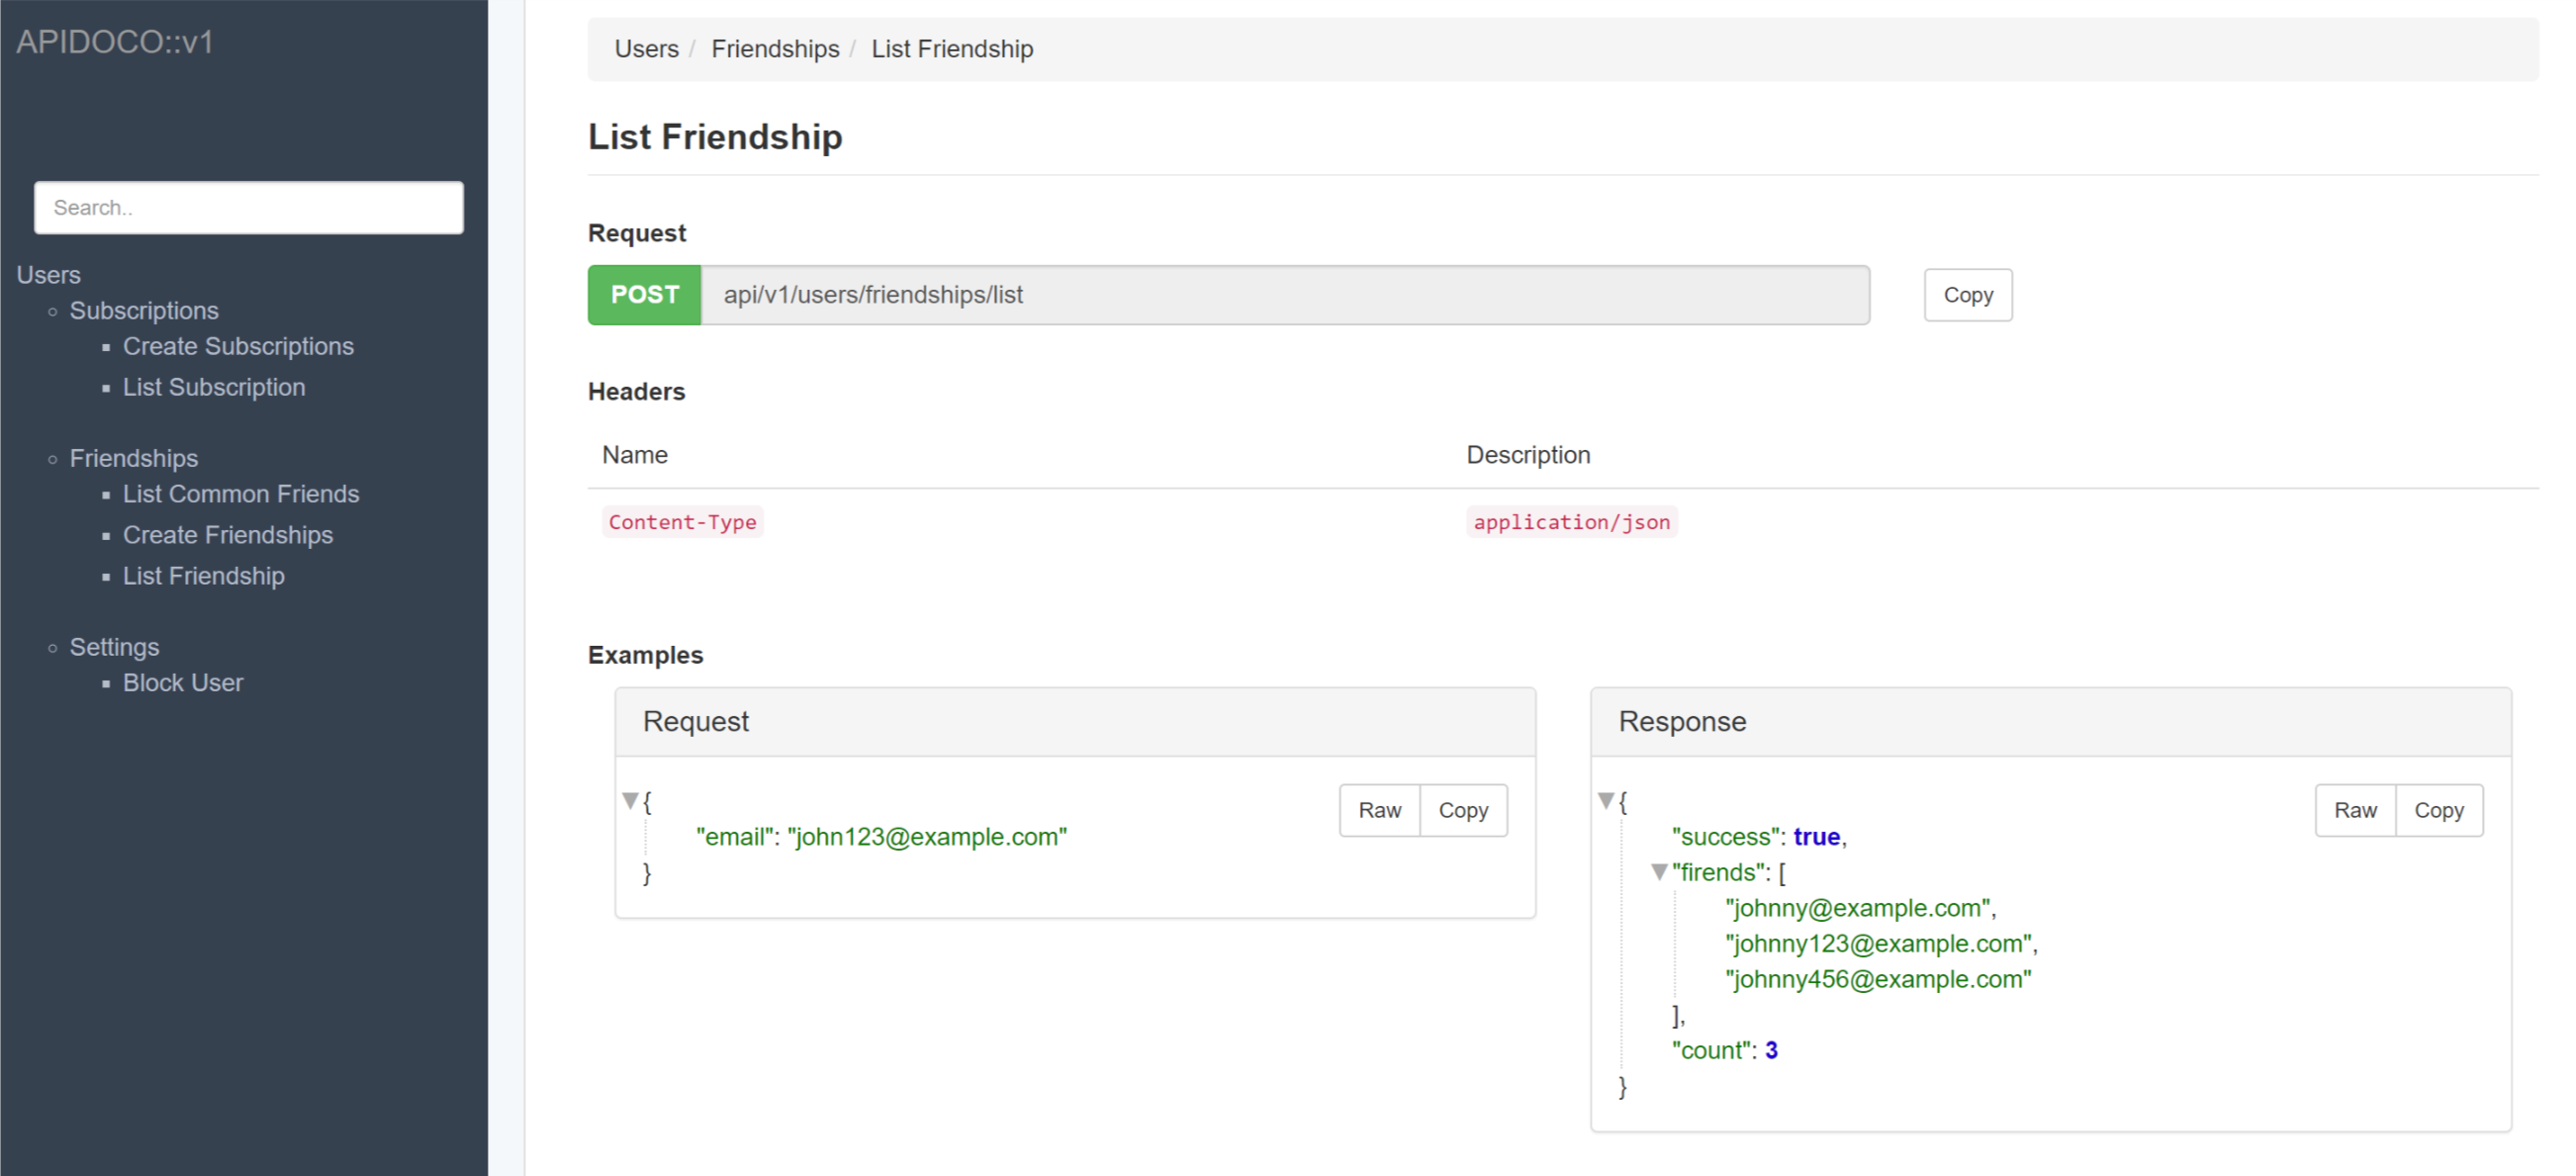 APIDOCO::v1
Search..
Users
Subscriptions
Create Subscriptions
List Subscription
Friendships
List Common Friends
Create Friendships
List Friendship
Settings
Block User
Users / Friendships / List Friendship
List Friendship
Request
POST api/v1/users/friendships/list Copy
Headers
Name Description
Content-Type application/json
Examples
Request
Raw Copy
{
"email": "john123@example.com"
}
Response
Raw Copy
{
"success": true,
"firends": [
"johnny@example.com",
"johnny123@example.com",
"johnny456@example.com"
],
"count": 3
}